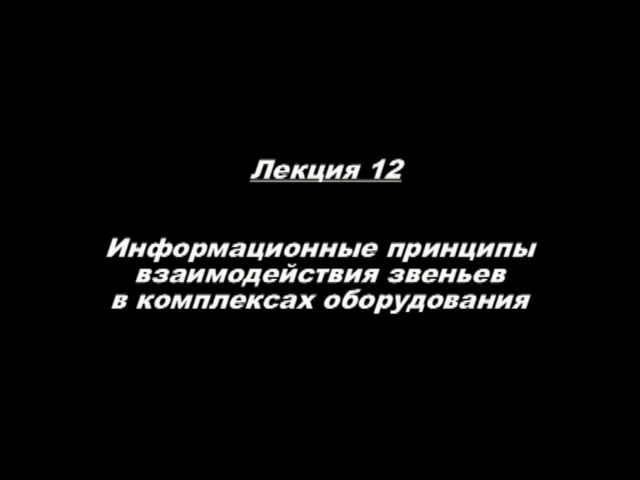 Лекция 12
Информационные принципы
взаимодействия звеньев
в комплексах оборудования